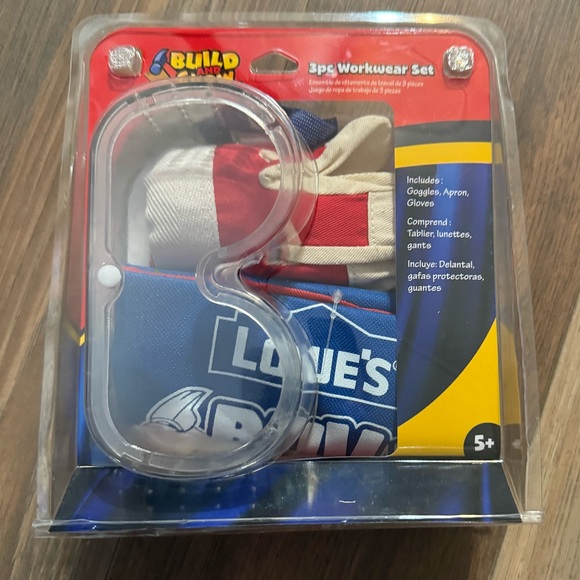 BUILD
AND
3pc Workwear Set
Ensemble de vêtements de travail de 3 pièces
Juego de ropa de trabajo de 3 piezas
Includes :
Goggles, Apron,
Gloves
Comprend :
Tablier, lunettes,
gants
Incluye: Delantal,
gafas protectoras,
guantes
LOWE'S
5+